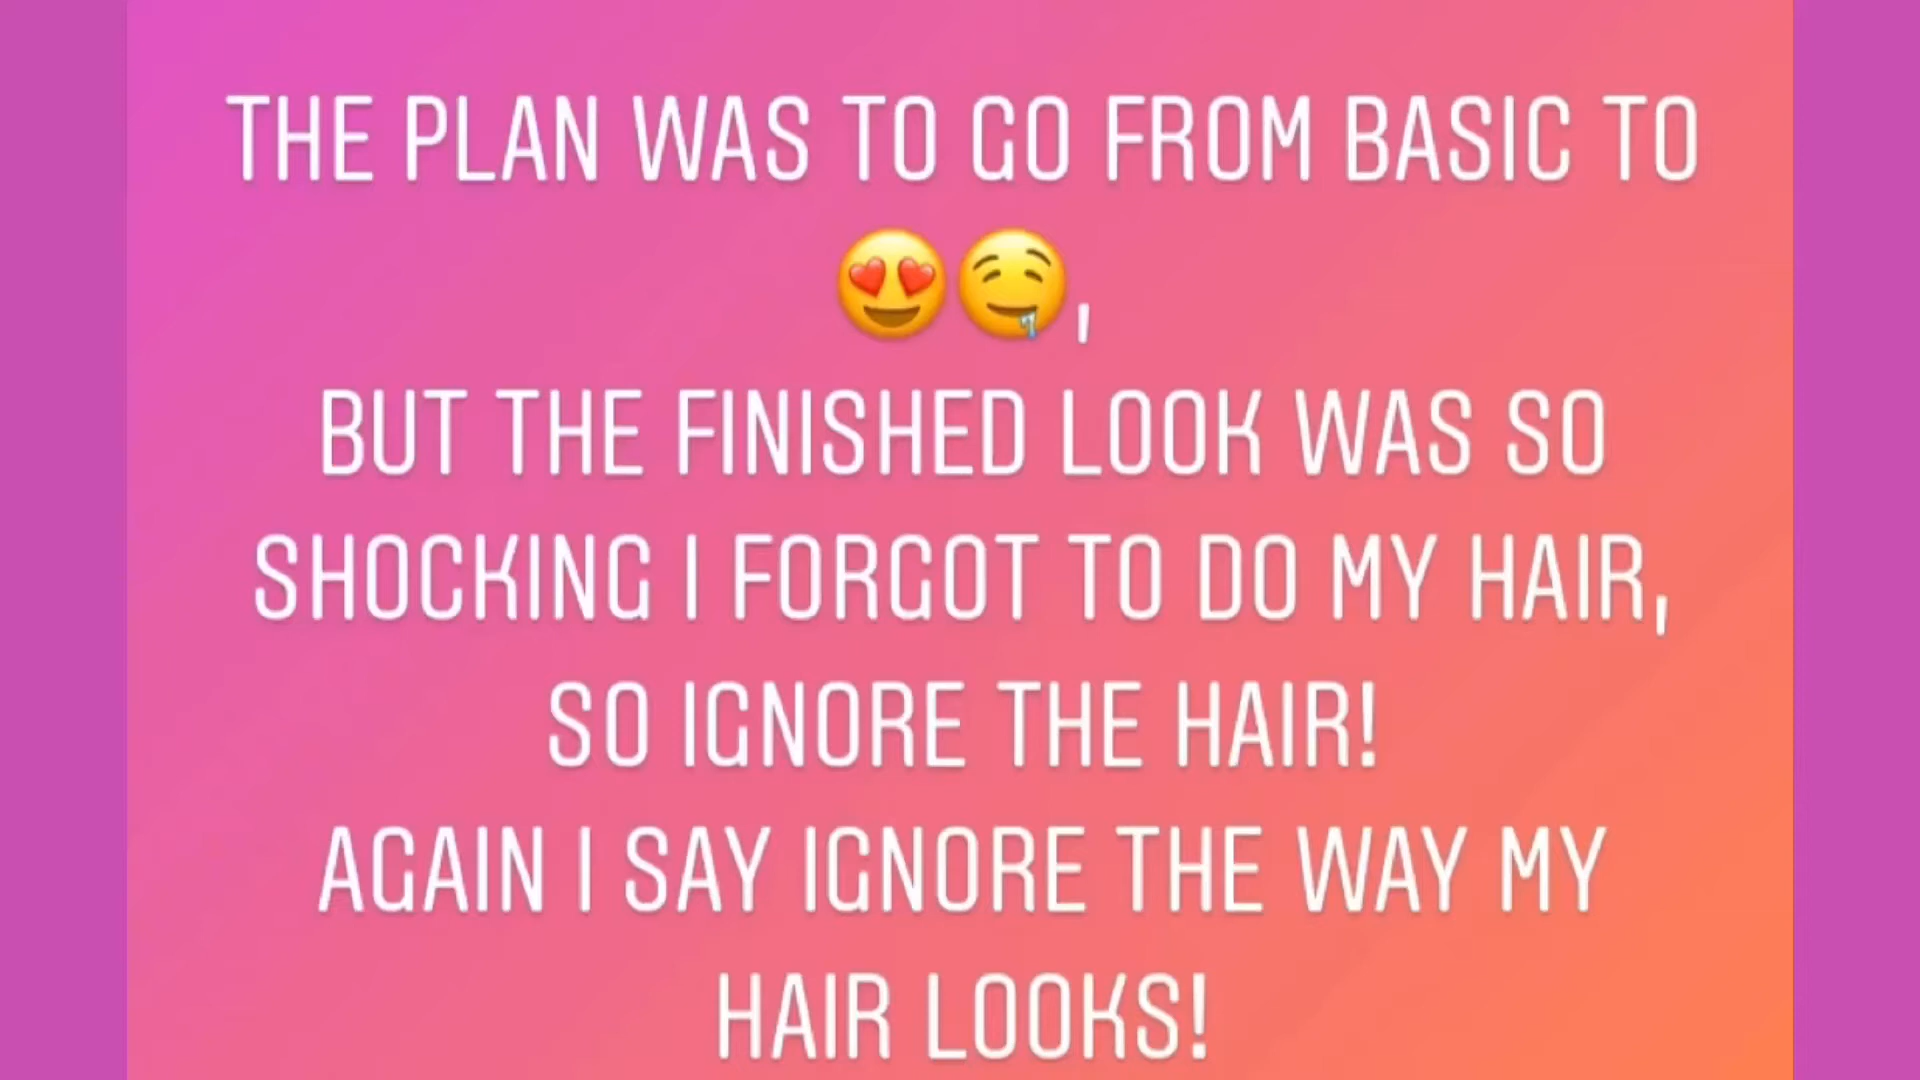 THE PLAN WAS TO GO FROM BASIC TO
😍🤤,
BUT THE FINISHED LOOK WAS SO
SHOCKING I FORGOT TO DO MY HAIR,
SO IGNORE THE HAIR!
AGAIN I SAY IGNORE THE WAY MY
HAIR LOOKS!